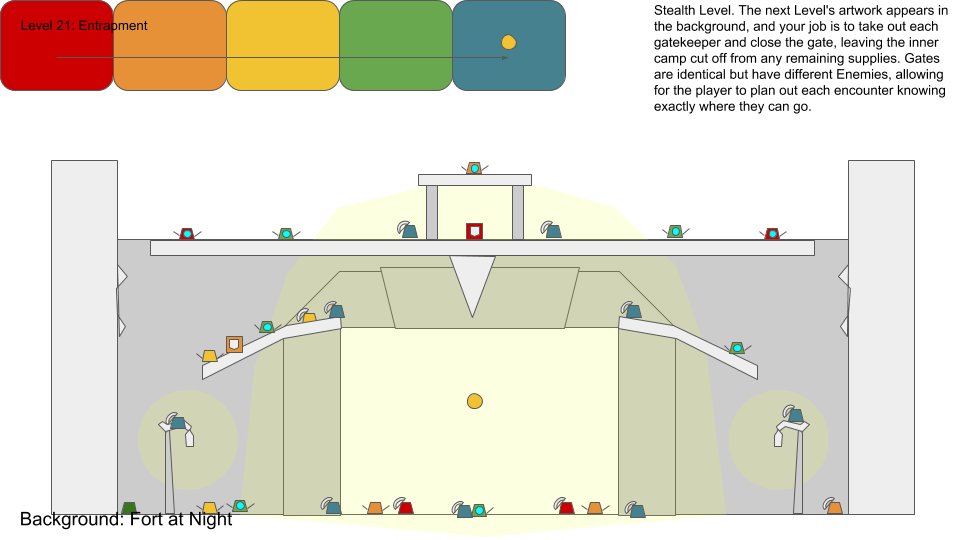 Level 21: Entrapment
Stealth Level. The next Level's artwork appears in
the background, and your job is to take out each
gatekeeper and close the gate, leaving the inner
camp cut off from any remaining supplies. Gates
are identical but have different Enemies, allowing
for the player to plan out each encounter knowing
exactly where they can go.
Background: Fort at Night